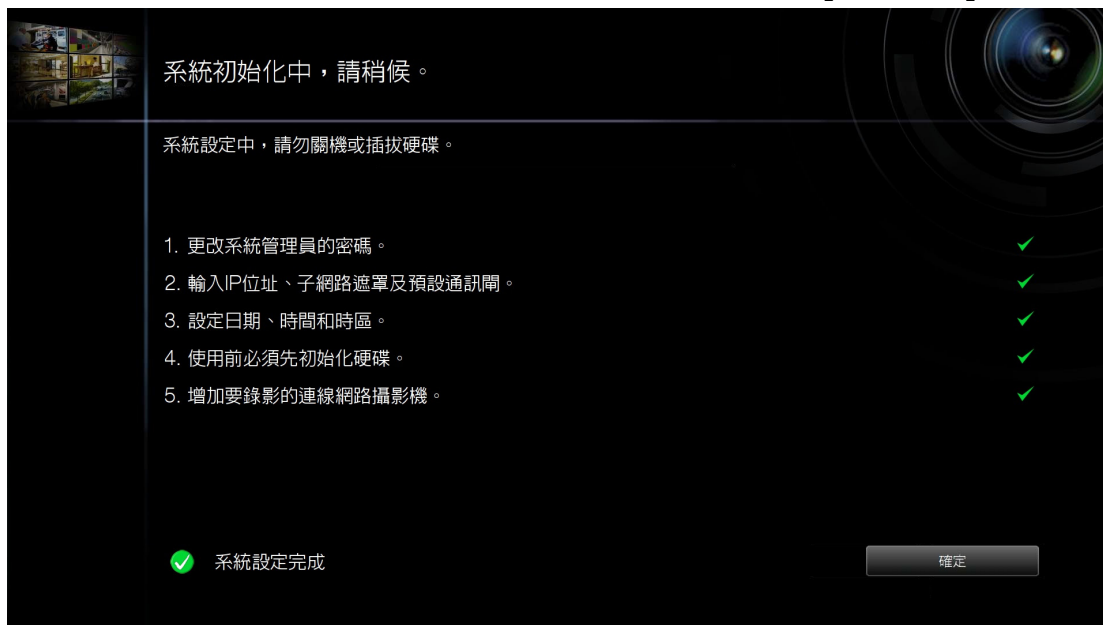 系統初始化中，請稍候。
系統設定中，請勿關機或插拔硬碟。
1. 更改系統管理員的密碼。
2. 輸入IP位址、子網路遮罩及預設通訊閘。
3. 設定日期、時間和時區。
4. 使用前必須先初始化硬碟。
5. 增加要錄影的連線網路攝影機。
系統設定完成
確定